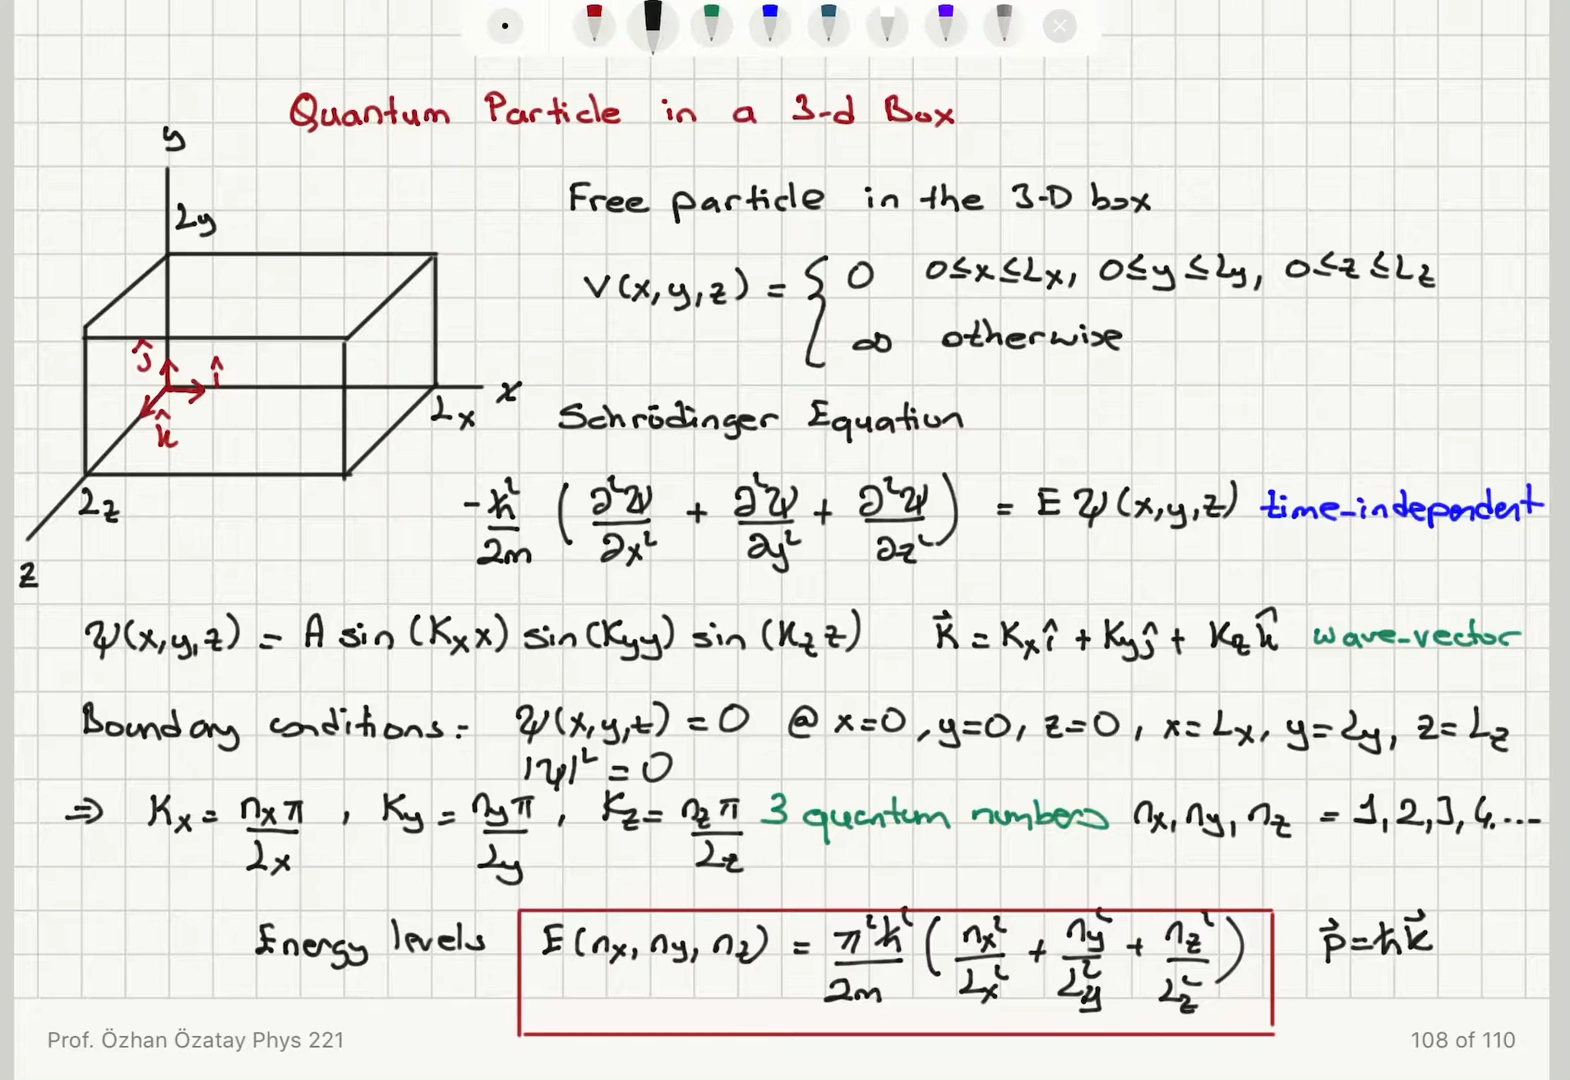 Quantum Particle in a 3-d Box
y
Ly
Free particle in the 3-D box
V(x,y,z) = { 0 0≤x≤Lx, 0≤y≤Ly, 0≤z≤Lz
∞ otherwise
ĵ î
k̂
x
Lx
Schrödinger Equation
Lz
-ħ²/2m (∂²ψ/∂x² + ∂²ψ/∂y² + ∂²ψ/∂z²) = E ψ(x,y,z) time-independent
z
ψ(x,y,z) = A sin(Kxx) sin(Kyy) sin(Kzz) K⃗ = Kxî + Kyĵ + Kzk̂ wave-vector
Boundary conditions:- ψ(x,y,z) = 0 @ x=0, y=0, z=0, x=Lx, y=Ly, z=Lz
|ψ|² = 0
⇒ Kx = nxπ/Lx , Ky = nyπ/Ly , Kz = nzπ/Lz 3 quantum numbers nx, ny, nz = 1,2,3,4,...
Energy levels E(nx, ny, nz) = π²ħ²/2m (nx²/Lx² + ny²/Ly² + nz²/Lz²) p⃗=ħk⃗
Prof. Özhan Özatay Phys 221
108 of 110